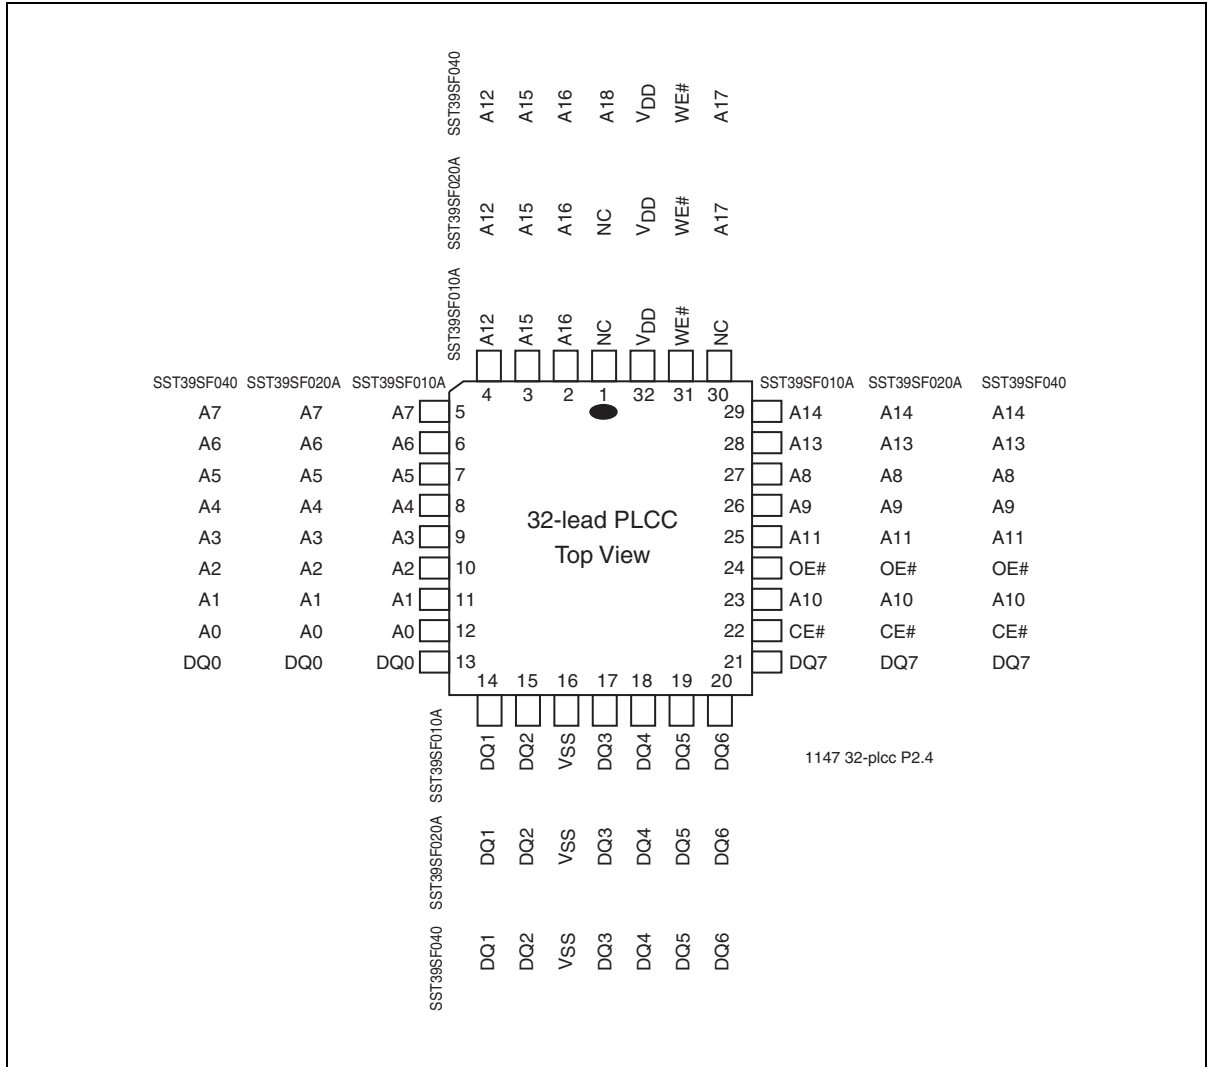 SST39SF040 A12 A15 A16 A18 VDD WE# A17
SST39SF020A A12 A15 A16 NC VDD WE# A17
SST39SF010A A12 A15 A16 NC VDD WE# NC
4 3 2 1 32 31 30
SST39SF040 SST39SF020A SST39SF010A SST39SF010A SST39SF020A SST39SF040
A7 A7 A7 5 29 A14 A14 A14
A6 A6 A6 6 28 A13 A13 A13
A5 A5 A5 7 27 A8 A8 A8
A4 A4 A4 8 26 A9 A9 A9
32-lead PLCC
A3 A3 A3 9 25 A11 A11 A11
Top View
A2 A2 A2 10 24 OE# OE# OE#
A1 A1 A1 11 23 A10 A10 A10
A0 A0 A0 12 22 CE# CE# CE#
DQ0 DQ0 DQ0 13 21 DQ7 DQ7 DQ7
14 15 16 17 18 19 20
SST39SF010A DQ1 DQ2 VSS DQ3 DQ4 DQ5 DQ6
1147 32-plcc P2.4
SST39SF020A DQ1 DQ2 VSS DQ3 DQ4 DQ5 DQ6
SST39SF040 DQ1 DQ2 VSS DQ3 DQ4 DQ5 DQ6